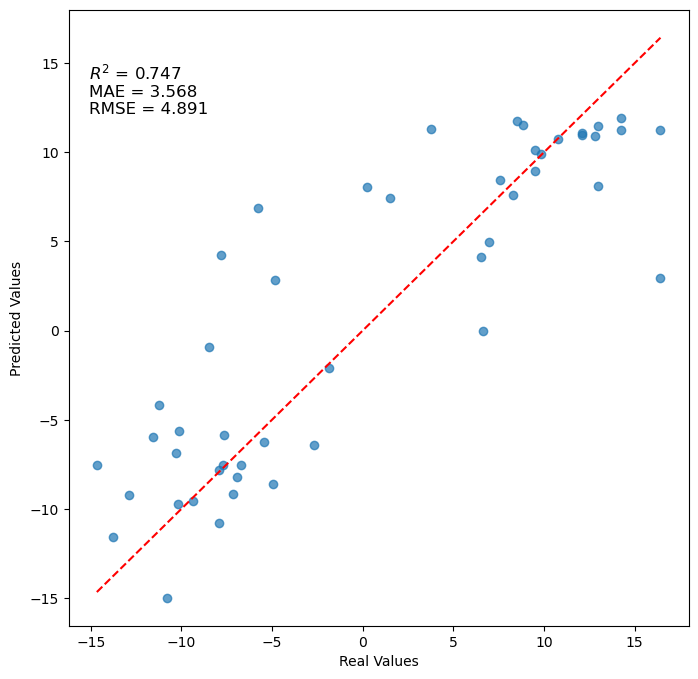 R² = 0.747
MAE = 3.568
RMSE = 4.891
15
10
5
0
−5
−10
−15
Predicted Values
−15 −10 −5 0 5 10 15
Real Values